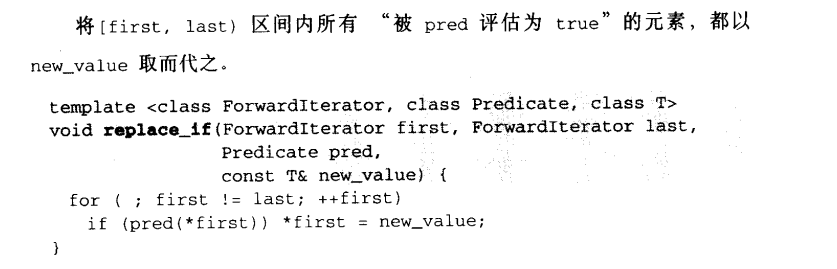 将[first, last) 区间内所有 “被 pred 评估为 true”的元素，都以
new_value 取而代之。
template <class ForwardIterator, class Predicate, class T>
void replace_if(ForwardIterator first, ForwardIterator last,
                Predicate pred,
                const T& new_value) {
  for ( ; first != last; ++first)
    if (pred(*first)) *first = new_value;
}